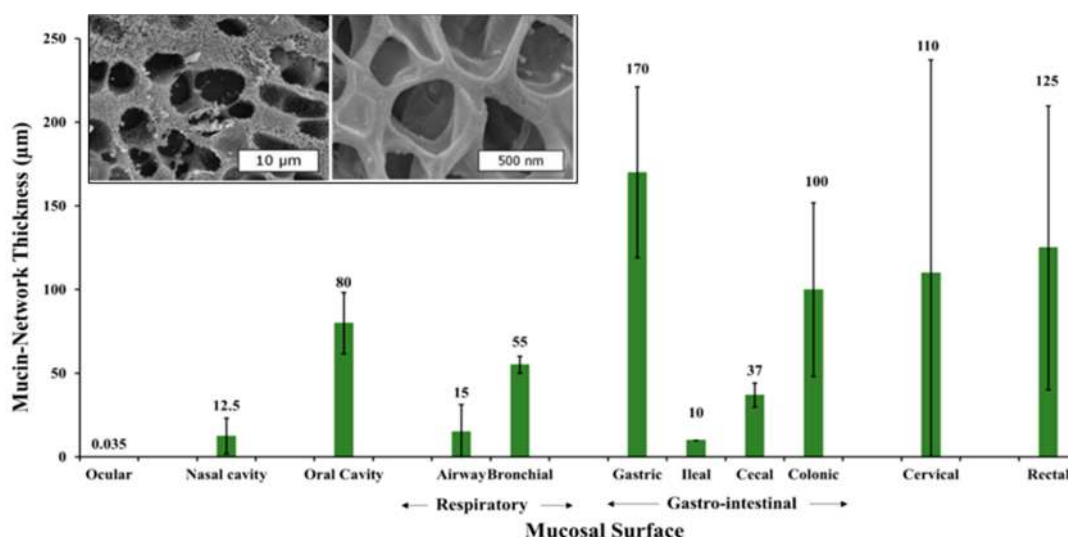 Mucin-Network Thickness (µm)
250
200
150
100
50
0
10 µm
500 nm
0.035
12.5
80
15
55
170
10
37
100
110
125
Ocular
Nasal cavity
Oral Cavity
Airway
Bronchial
Gastric
Ileal
Cecal
Colonic
Cervical
Rectal
Respiratory
Gastro-intestinal
Mucosal Surface